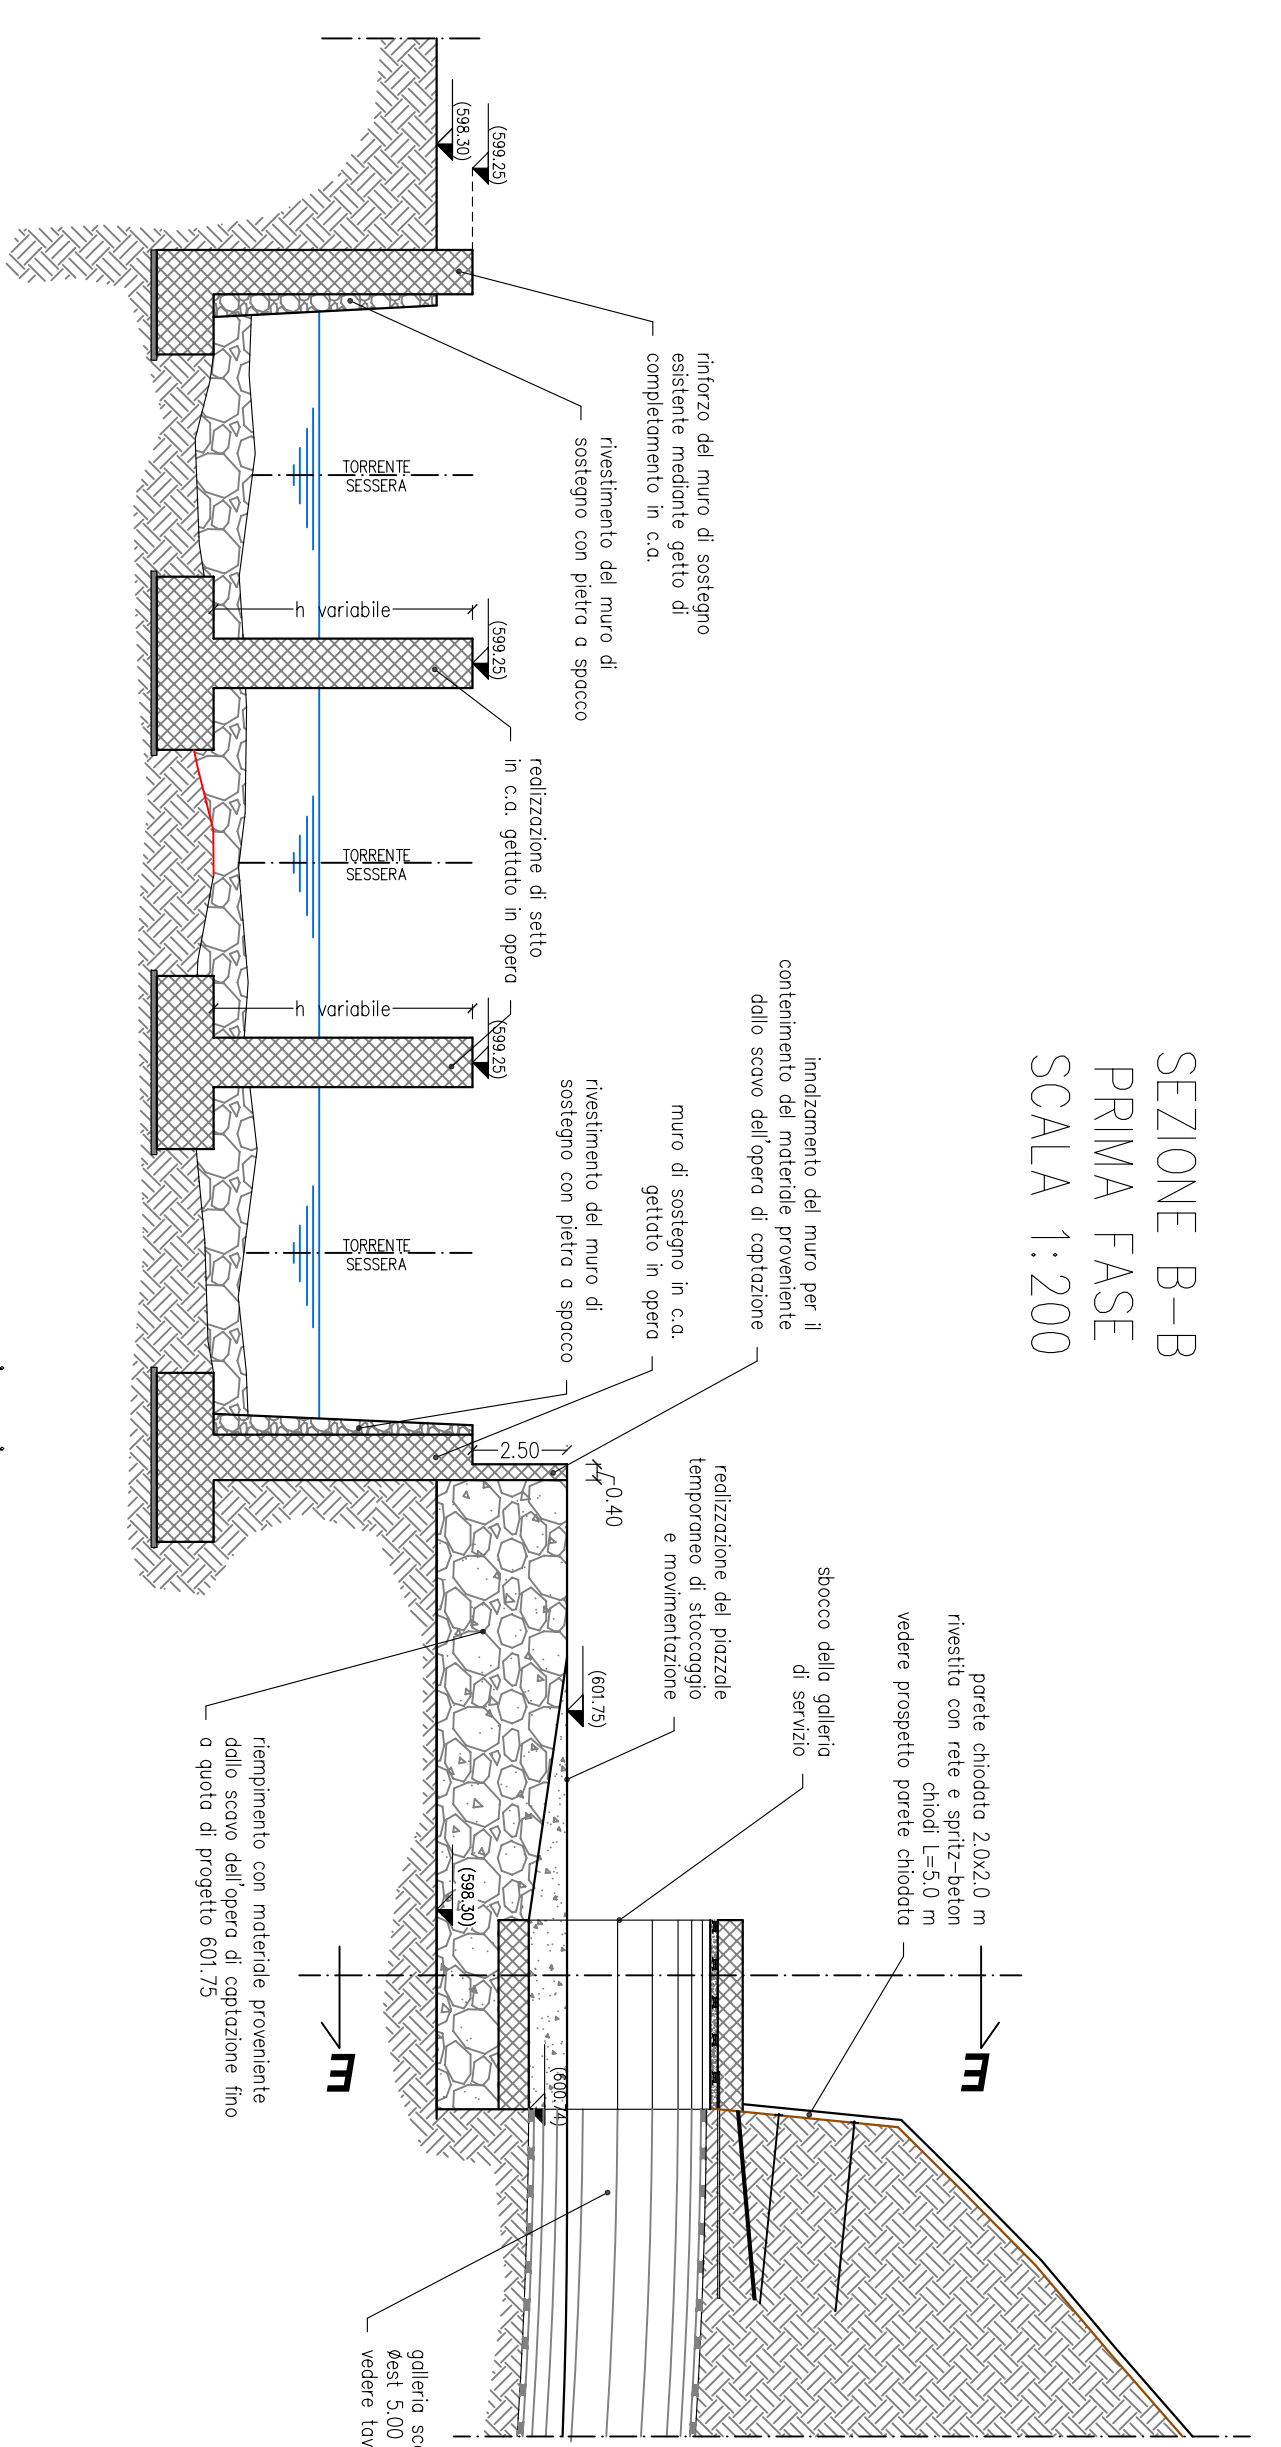 SEZIONE B-B
PRIMA FASE
SCALA 1:200
(598.30)
(599.25)
rinforzo del muro di sostegno
esistente mediante getto di
completamento in c.a.
rivestimento del muro di
sostegno con pietra a spacco
TORRENTE
SESSERA
h variabile
(599.25)
realizzazione di setto
in c.a. gettato in opera
TORRENTE
SESSERA
h variabile
(599.25)
innalzamento del muro per il
contenimento del materiale proveniente
dallo scavo dell'opera di captazione
muro di sostegno in c.a.
gettato in opera
rivestimento del muro di
sostegno con pietra a spacco
TORRENTE
SESSERA
2.50
0.40
realizzazione del piazzale
temporaneo di stoccaggio
e movimentazione
(601.75)
sbocco della galleria
di servizio
parete chiodata 2.0x2.0 m
rivestita con rete e spritz-beton
chiodi L=5.0 m
vedere prospetto parete chiodata
riempimento con materiale proveniente
dallo scavo dell'opera di captazione fino
a quota di progetto 601.75
(598.30)
E
E
galleria
øest 5.00
vedere